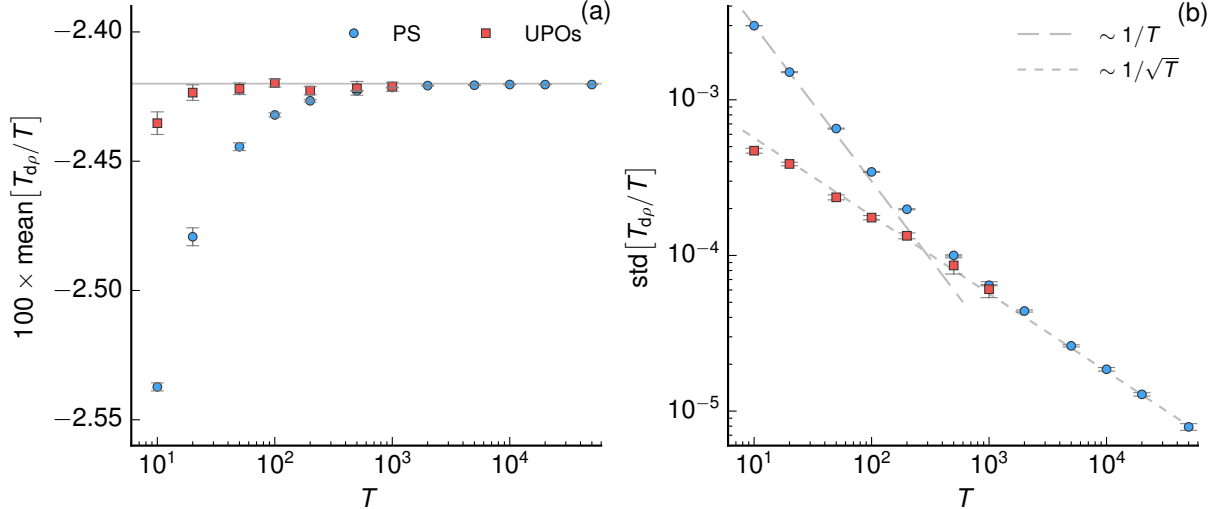 (a)
PS UPOs
−2.40
−2.45
−2.50
−2.55
100 × mean[T_{dρ}/T]
10^1 10^2 10^3 10^4
T
(b)
~ 1/T
~ 1/√T
10^{−3}
10^{−4}
10^{−5}
std[T_{dρ}/T]
10^1 10^2 10^3 10^4
T